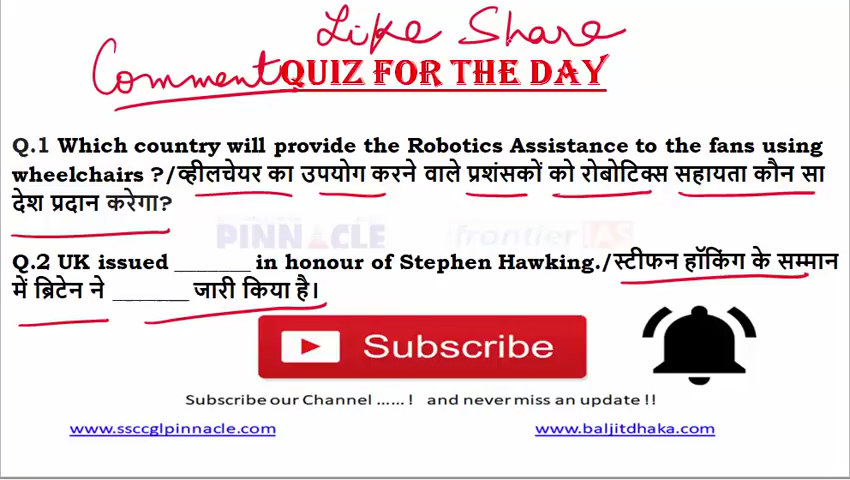 Like Share
Comment QUIZ FOR THE DAY
Q.1 Which country will provide the Robotics Assistance to the fans using
wheelchairs ?/व्हीलचेयर का उपयोग करने वाले प्रशंसकों को रोबोटिक्स सहायता कौन सा
देश प्रदान करेगा?
PINNACLE frontier IAS
Q.2 UK issued _______ in honour of Stephen Hawking./स्टीफन हॉकिंग के सम्मान
में ब्रिटेन ने _______ जारी किया है।
Subscribe
Subscribe our Channel ...... ! and never miss an update !!
www.ssccglpinnacle.com www.baljitdhaka.com